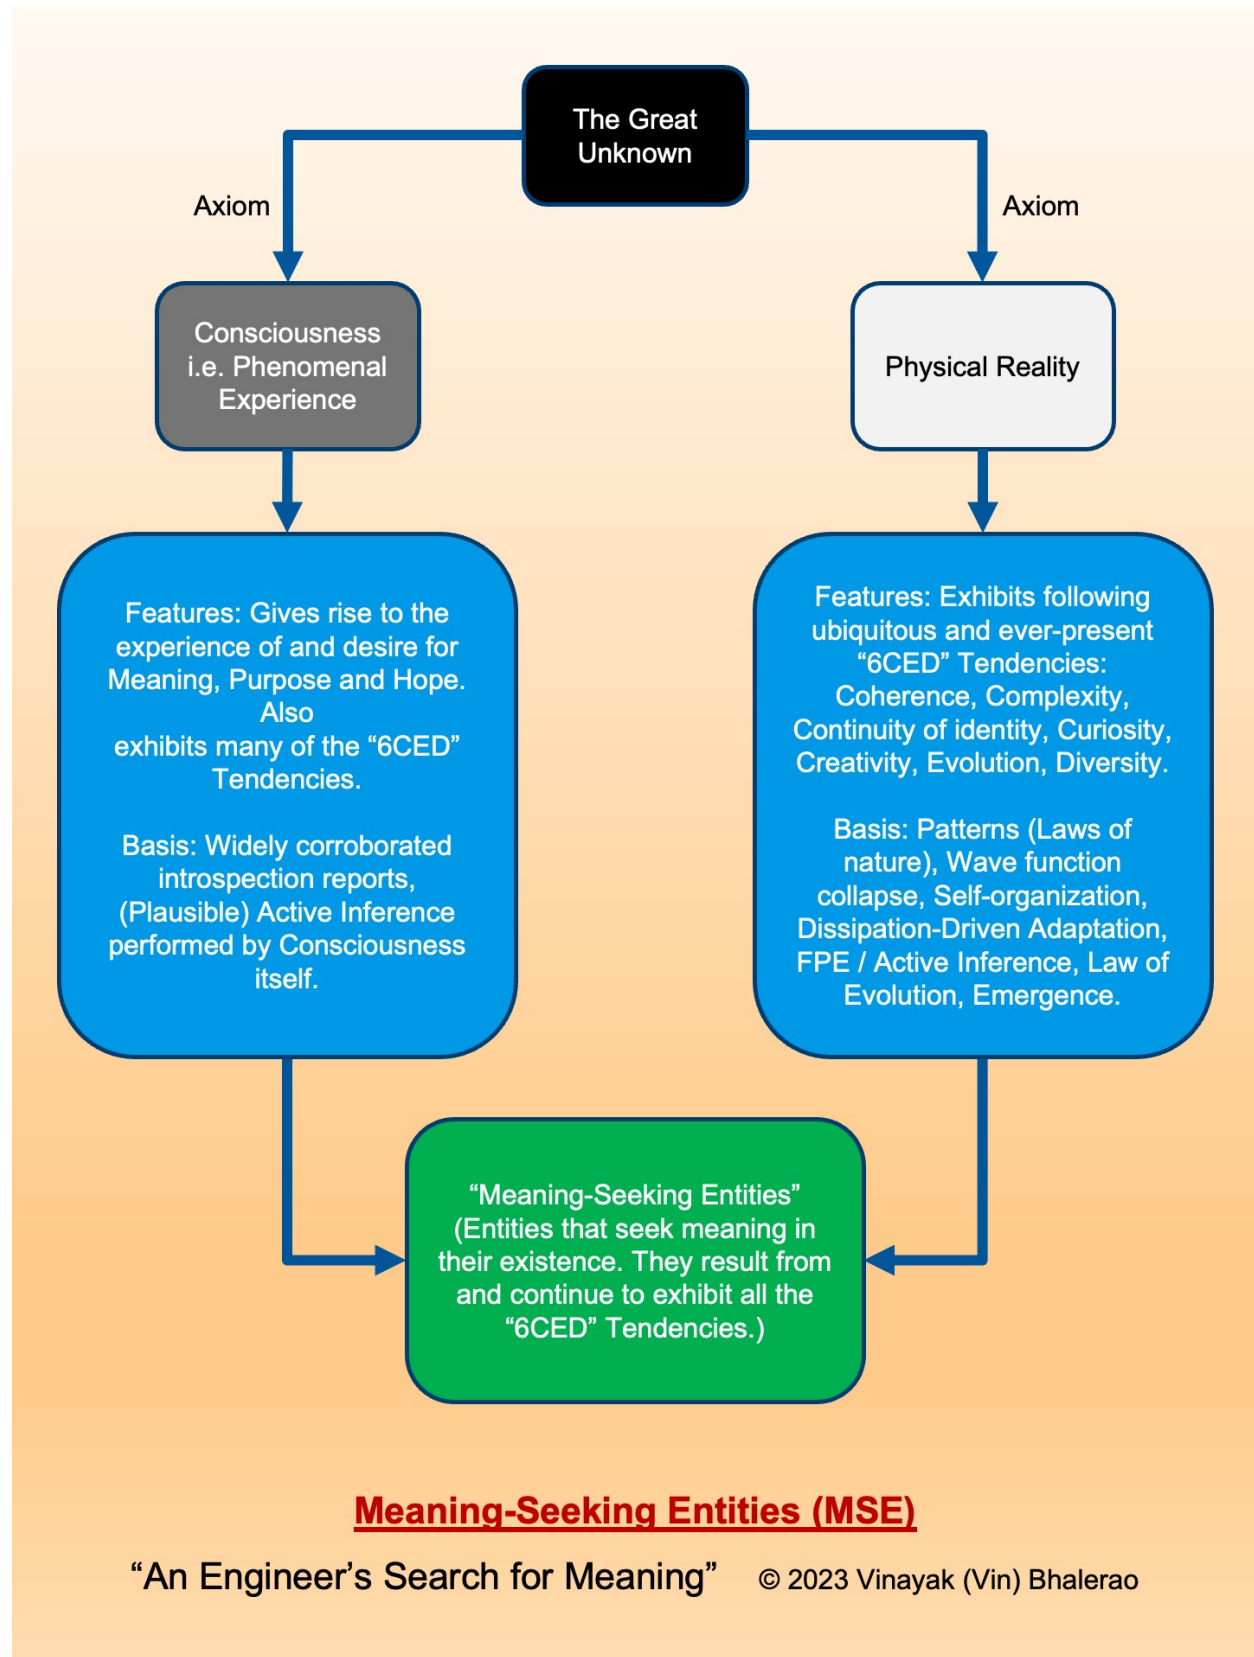 The Great
Unknown
Axiom
Axiom
Consciousness
i.e. Phenomenal
Experience
Physical Reality
Features: Gives rise to the
experience of and desire for
Meaning, Purpose and Hope.
Also
exhibits many of the “6CED”
Tendencies.
Basis: Widely corroborated
introspection reports,
(Plausible) Active Inference
performed by Consciousness
itself.
Features: Exhibits following
ubiquitous and ever-present
“6CED” Tendencies:
Coherence, Complexity,
Continuity of identity, Curiosity,
Creativity, Evolution, Diversity.
Basis: Patterns (Laws of
nature), Wave function
collapse, Self-organization,
Dissipation-Driven Adaptation,
FPE / Active Inference, Law of
Evolution, Emergence.
“Meaning-Seeking Entities”
(Entities that seek meaning in
their existence. They result from
and continue to exhibit all the
“6CED” Tendencies.)
Meaning-Seeking Entities (MSE)
“An Engineer’s Search for Meaning” © 2023 Vinayak (Vin) Bhalerao